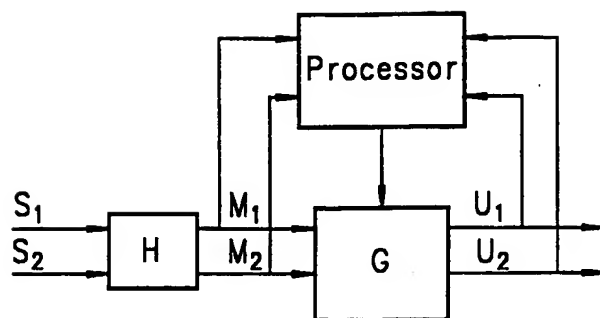 Processor
S₁ M₁ U₁
S₂ H M₂ G U₂